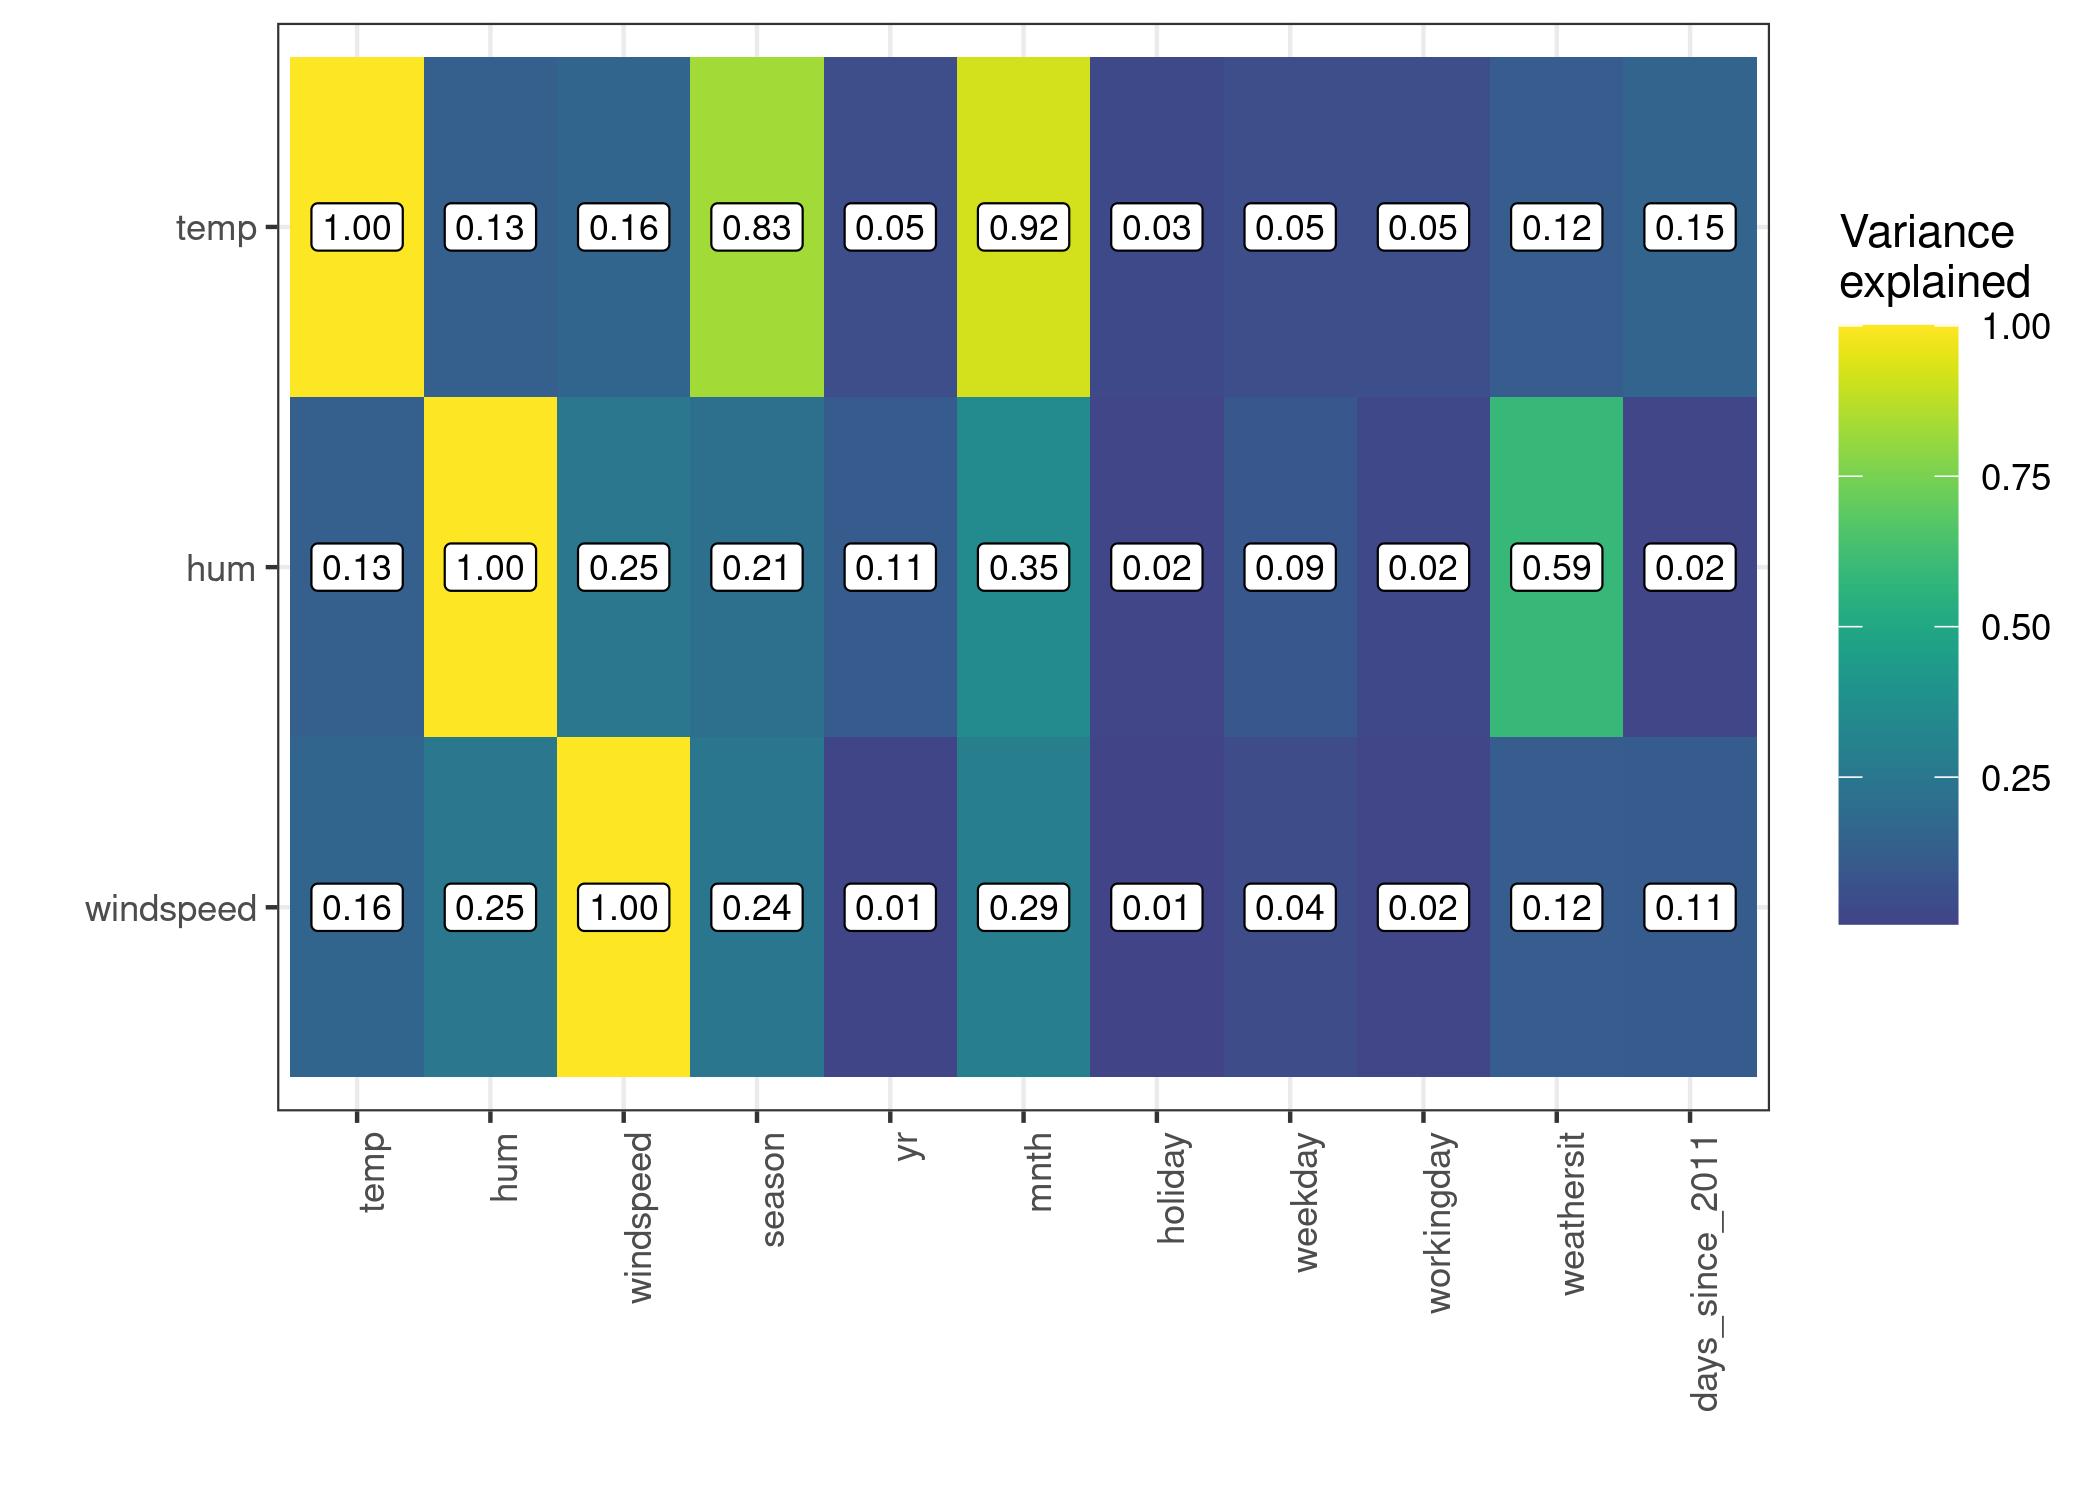 temp 1.00 0.13 0.16 0.83 0.05 0.92 0.03 0.05 0.05 0.12 0.15
hum 0.13 1.00 0.25 0.21 0.11 0.35 0.02 0.09 0.02 0.59 0.02
windspeed 0.16 0.25 1.00 0.24 0.01 0.29 0.01 0.04 0.02 0.12 0.11
temp
hum
windspeed
season
yr
mnth
holiday
weekday
workingday
weathersit
days_since_2011
Variance
explained
1.00
0.75
0.50
0.25